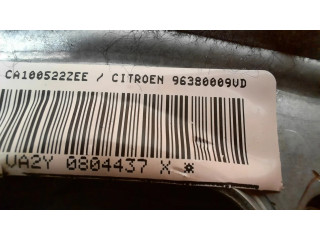 CA100522ZEE / CITROEN 96380009VD
VA2Y 0804437 X ※